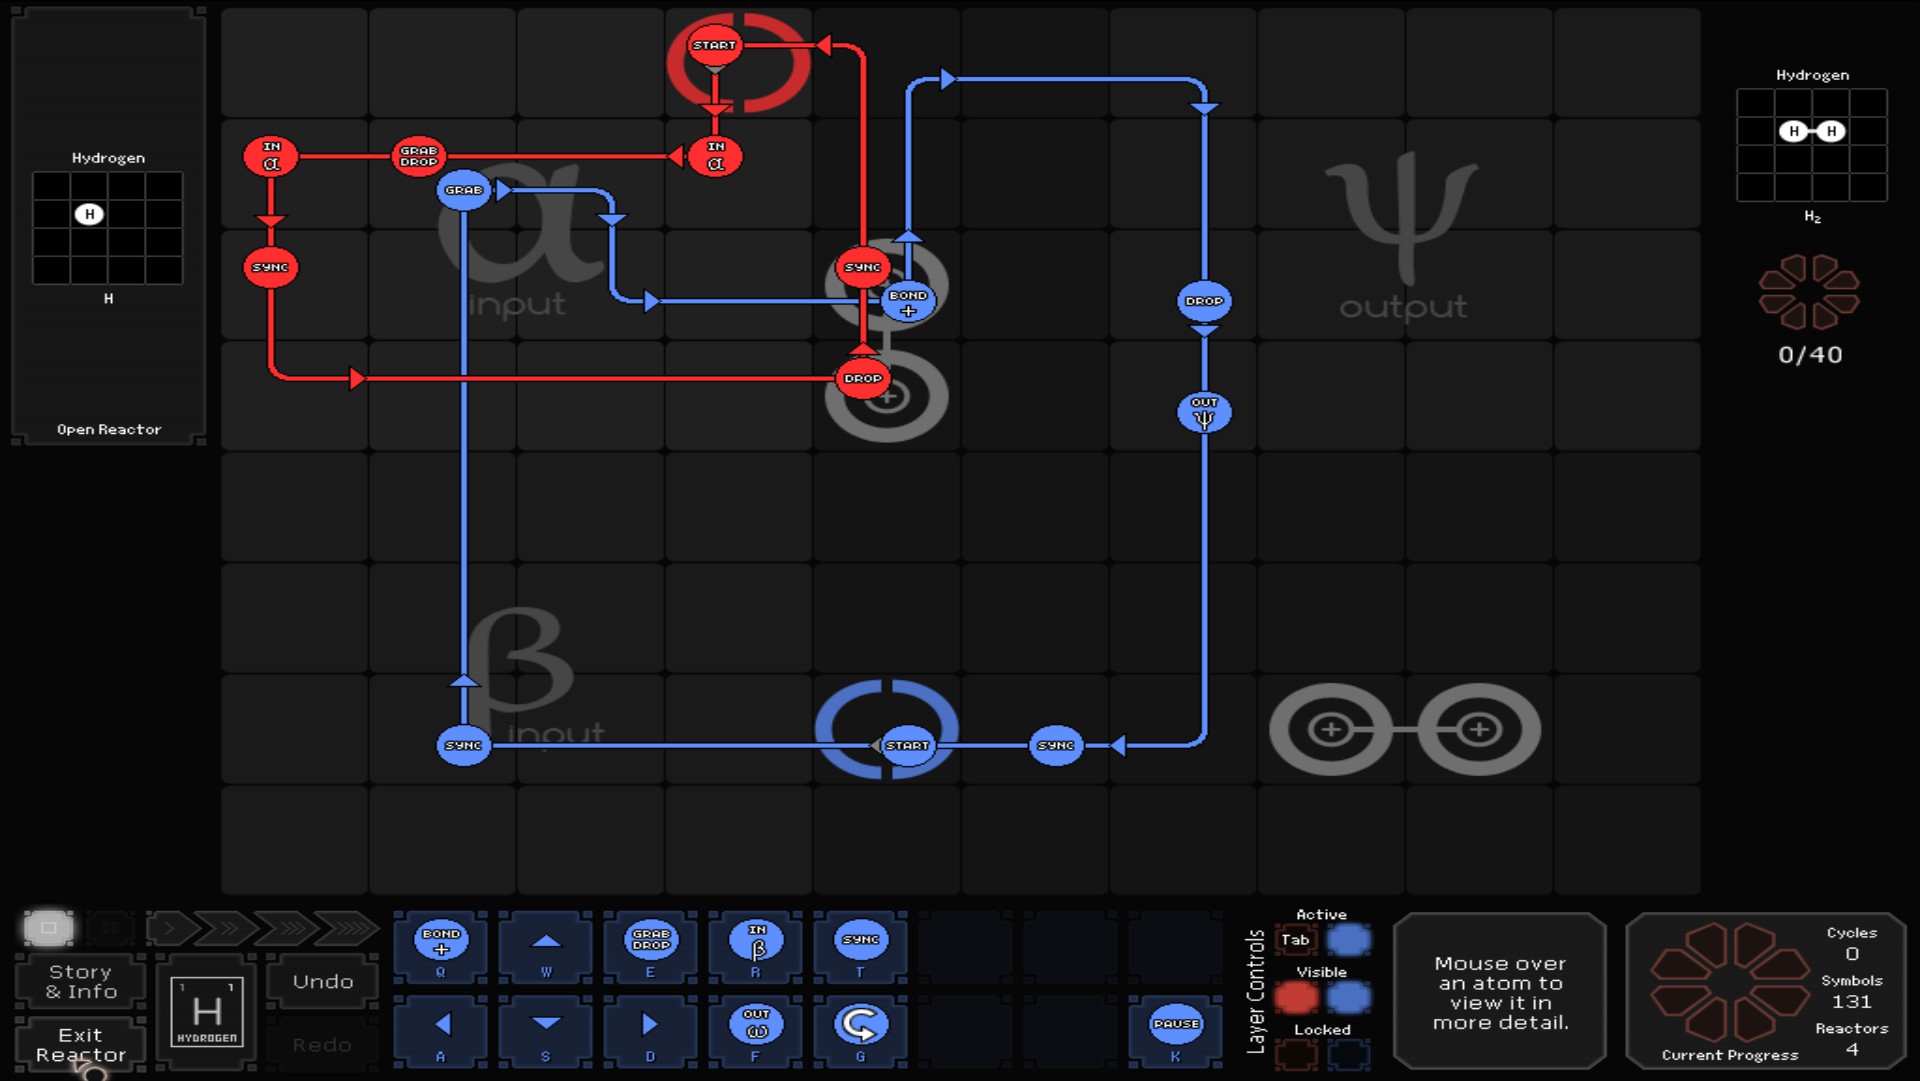 Hydrogen
H
H
Open Reactor
START
IN
α
GRAB
DROP
IN
α
GRAB
SYNC
SYNC
BOND
+
DROP
DROP
OUT
ψ
SYNC
START
SYNC
α
input
β
input
ψ
output
Hydrogen
H-H
H₂
0/40
Story
& Info
Exit
Reactor
1 1
H
HYDROGEN
Undo
Redo
BOND
+
Q
W
GRAB
DROP
E
IN
β
R
SYNC
T
A
S
D
OUT
ω
F
G
PAUSE
K
Layer Controls
Active
Tab
Visible
Locked
Mouse over
an atom to
view it in
more detail.
Cycles
0
Symbols
131
Reactors
4
Current Progress